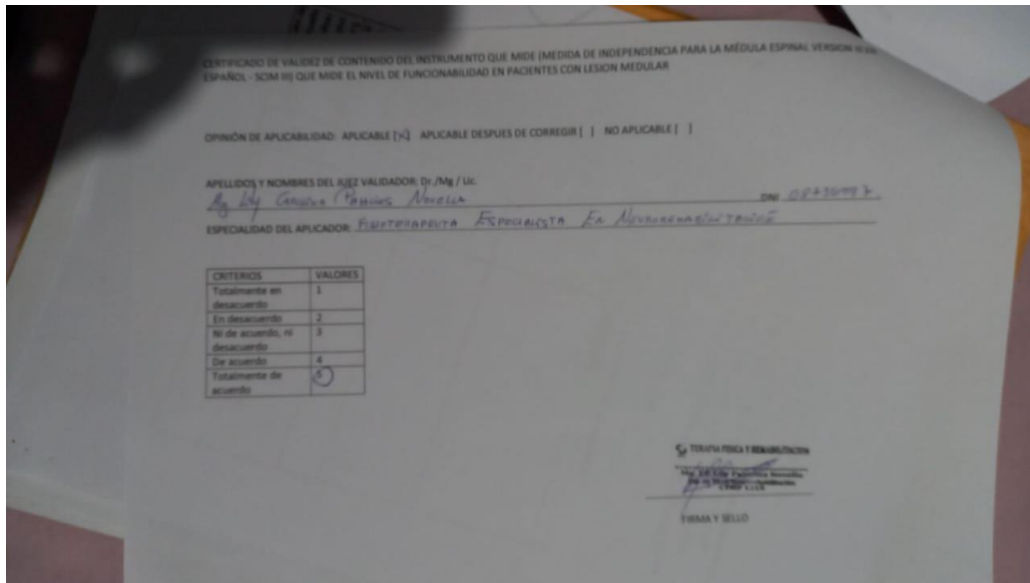 CERTIFICADO DE VALIDEZ DE CONTENIDO DEL INSTRUMENTO QUE MIDE (MEDIDA DE INDEPENDENCIA PARA LA MÉDULA ESPINAL VERSION III EN
ESPAÑOL - SCIM III) QUE MIDE EL NIVEL DE FUNCIONABILIDAD EN PACIENTES CON LESION MEDULAR
OPINIÓN DE APLICABILIDAD: APLICABLE [X] APLICABLE DESPUES DE CORREGIR [ ] NO APLICABLE [ ]
APELLIDOS Y NOMBRES DEL JUEZ VALIDADOR: Dr./Mg / Lic.
Mg DNI
ESPECIALIDAD DEL APLICADOR: FISIOTERAPEUTA ESPECIALISTA EN
CRITERIOS VALORES
Totalmente en 1
desacuerdo
En desacuerdo 2
Ni de acuerdo, ni 3
desacuerdo
De acuerdo 4
Totalmente de 5
acuerdo
TERAPIA FISICA Y REHABILITACION
FIRMA Y SELLO